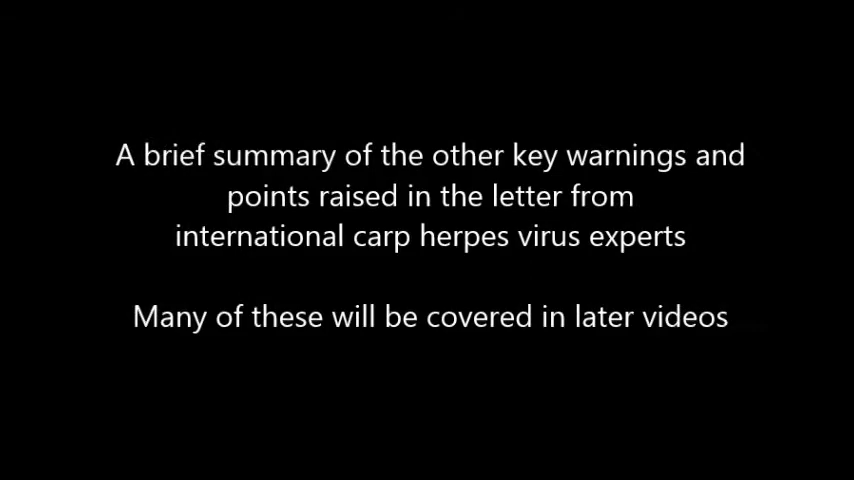 A brief summary of the other key warnings and
points raised in the letter from
international carp herpes virus experts
Many of these will be covered in later videos